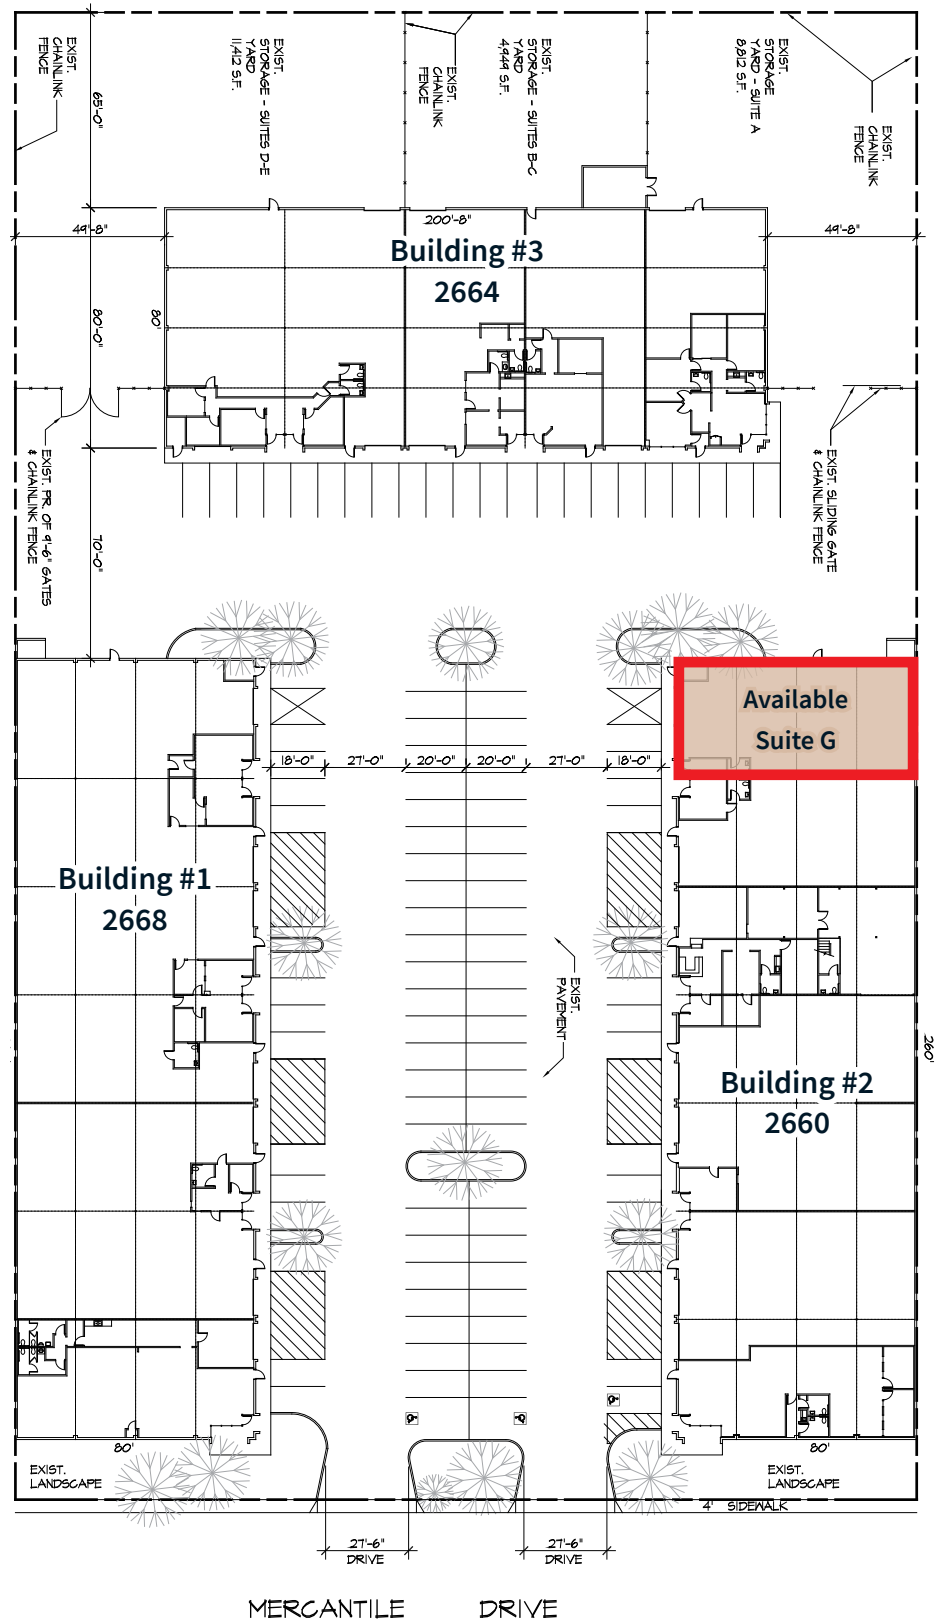 EXIST.
CHAINLINK
FENCE
65'-0"
EXIST.
STORAGE - SUITES D-E
YARD
11,412 S.F.
EXIST.
CHAINLINK
FENCE
EXIST.
STORAGE - SUITES B-C
YARD
4,949 S.F.
EXIST.
STORAGE
YARD - SUITE A
8,812 S.F.
EXIST.
CHAINLINK
FENCE
49'-8"
200'-8"
49'-8"
Building #3
2664
80'-0"
80'
EXIST. PR. OF 9'-6" GATES
& CHAINLINK FENCE
70'-0"
EXIST. SLIDING GATE
& CHAINLINK FENCE
Available
Suite G
18'-0"
27'-0"
20'-0"
20'-0"
27'-0"
18'-0"
Building #1
2668
EXIST.
PAVEMENT
260'
Building #2
2660
80'
80'
EXIST.
LANDSCAPE
EXIST.
LANDSCAPE
4' SIDEWALK
27'-6"
DRIVE
27'-6"
DRIVE
MERCANTILE DRIVE